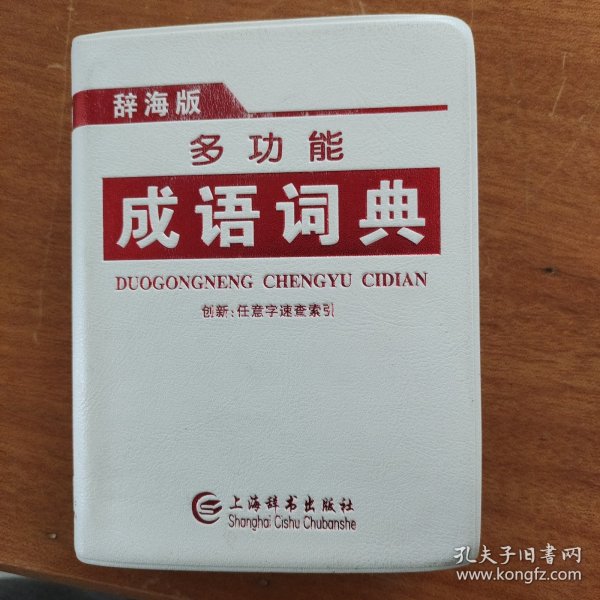 辞海版
多功能
成语词典
DUOGONGNENG CHENGYU CIDIAN
创新:任意字速查索引
上海辞书出版社
Shanghai Cishu Chubanshe
孔夫子旧书网
www.kongfz.com